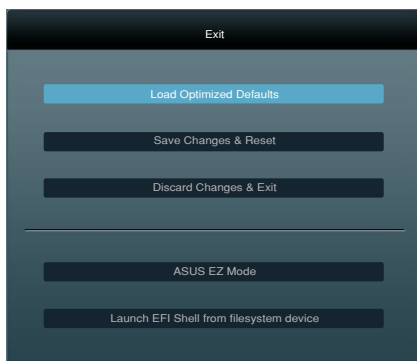 Exit
Load Optimized Defaults
Save Changes & Reset
Discard Changes & Exit
ASUS EZ Mode
Launch EFI Shell from filesystem device